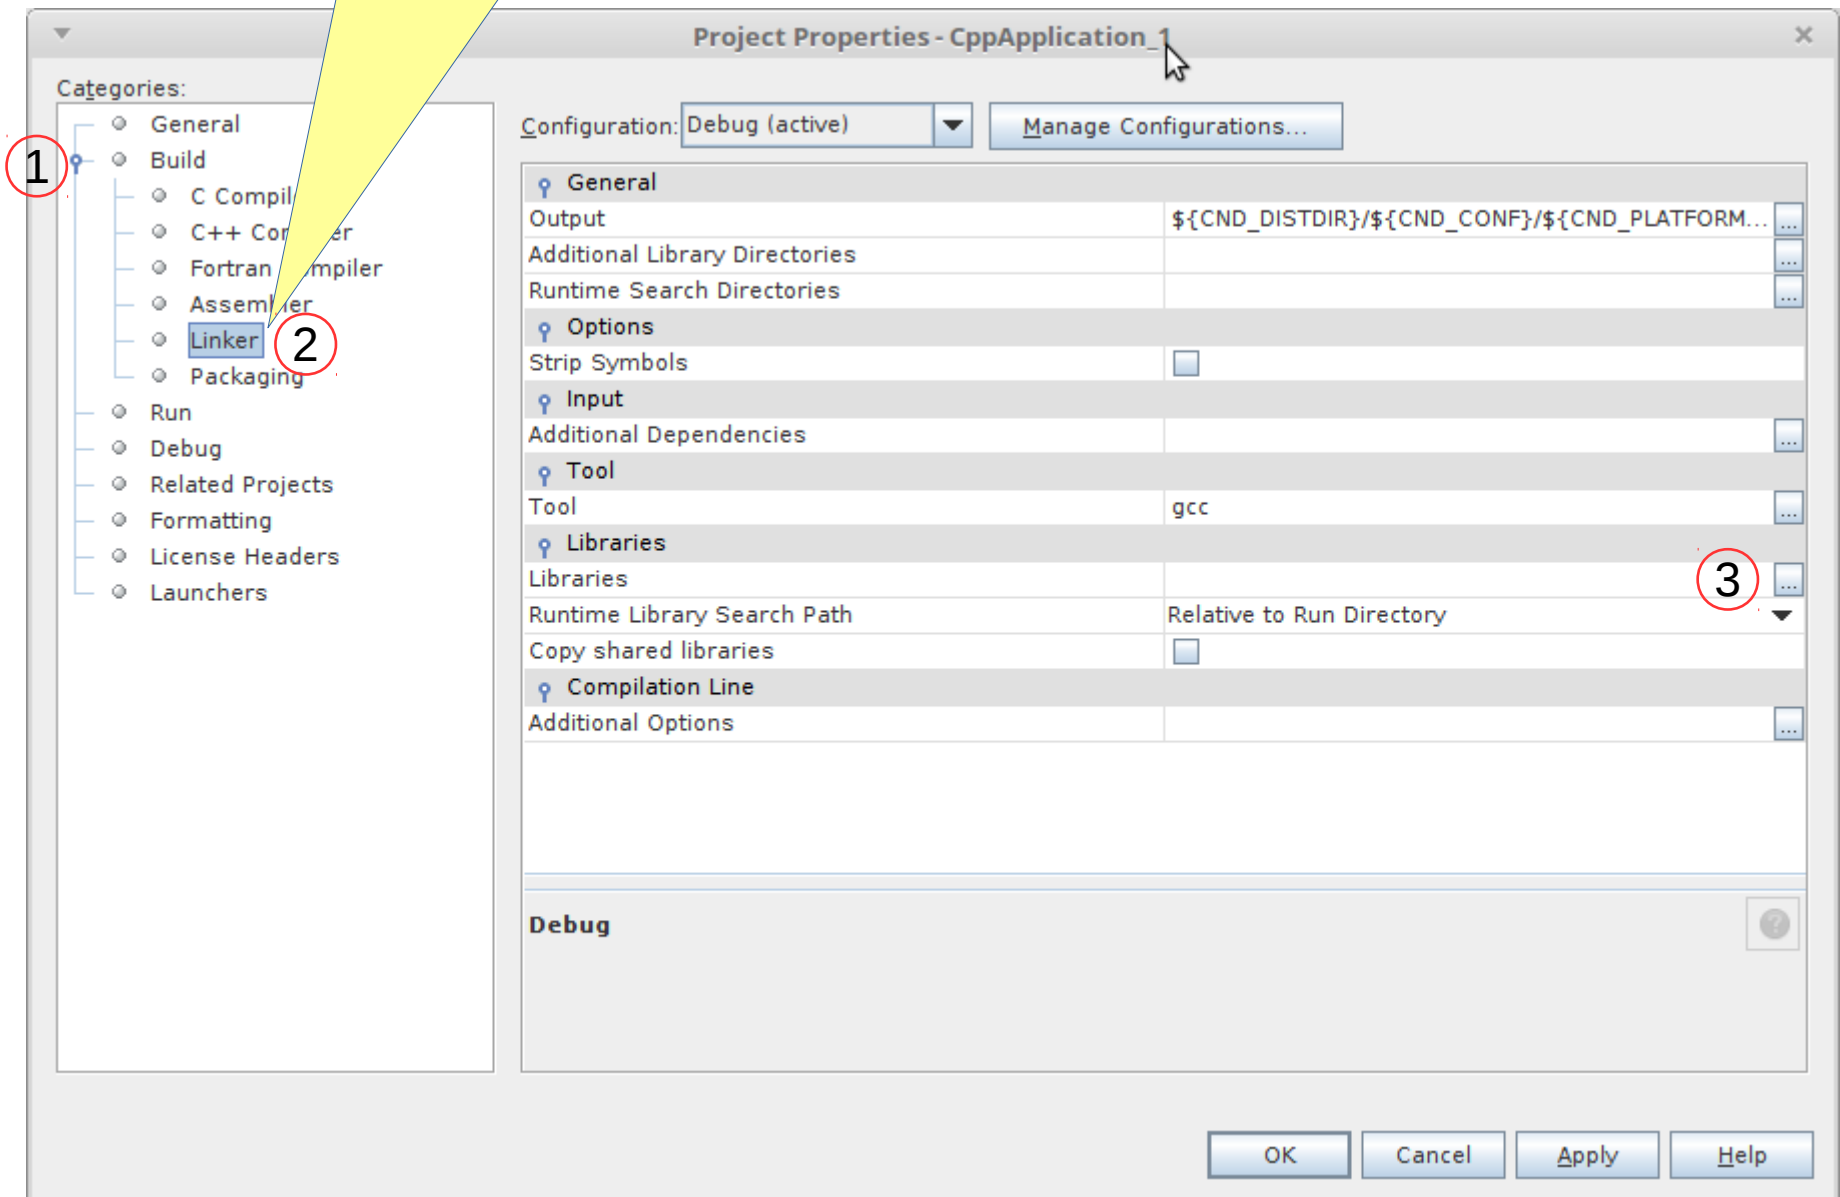 Project Properties - CppApplication_1
Categories:
General
1
Build
C Compil
C++ Co er
Fortran mpiler
Assembler
Linker
2
Packaging
Run
Debug
Related Projects
Formatting
License Headers
Launchers
Configuration: Debug (active) Manage Configurations...
General
Output ${CND_DISTDIR}/${CND_CONF}/${CND_PLATFORM... ...
Additional Library Directories ...
Runtime Search Directories ...
Options
Strip Symbols
Input
Additional Dependencies ...
Tool
Tool gcc ...
Libraries
Libraries 3 ...
Runtime Library Search Path Relative to Run Directory
Copy shared libraries
Compilation Line
Additional Options ...
Debug
?
OK Cancel Apply Help